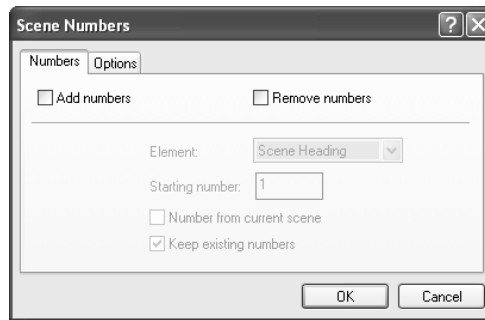 Scene Numbers
Numbers Options
Add numbers Remove numbers
Element: Scene Heading
Starting number: 1
Number from current scene
Keep existing numbers
OK Cancel